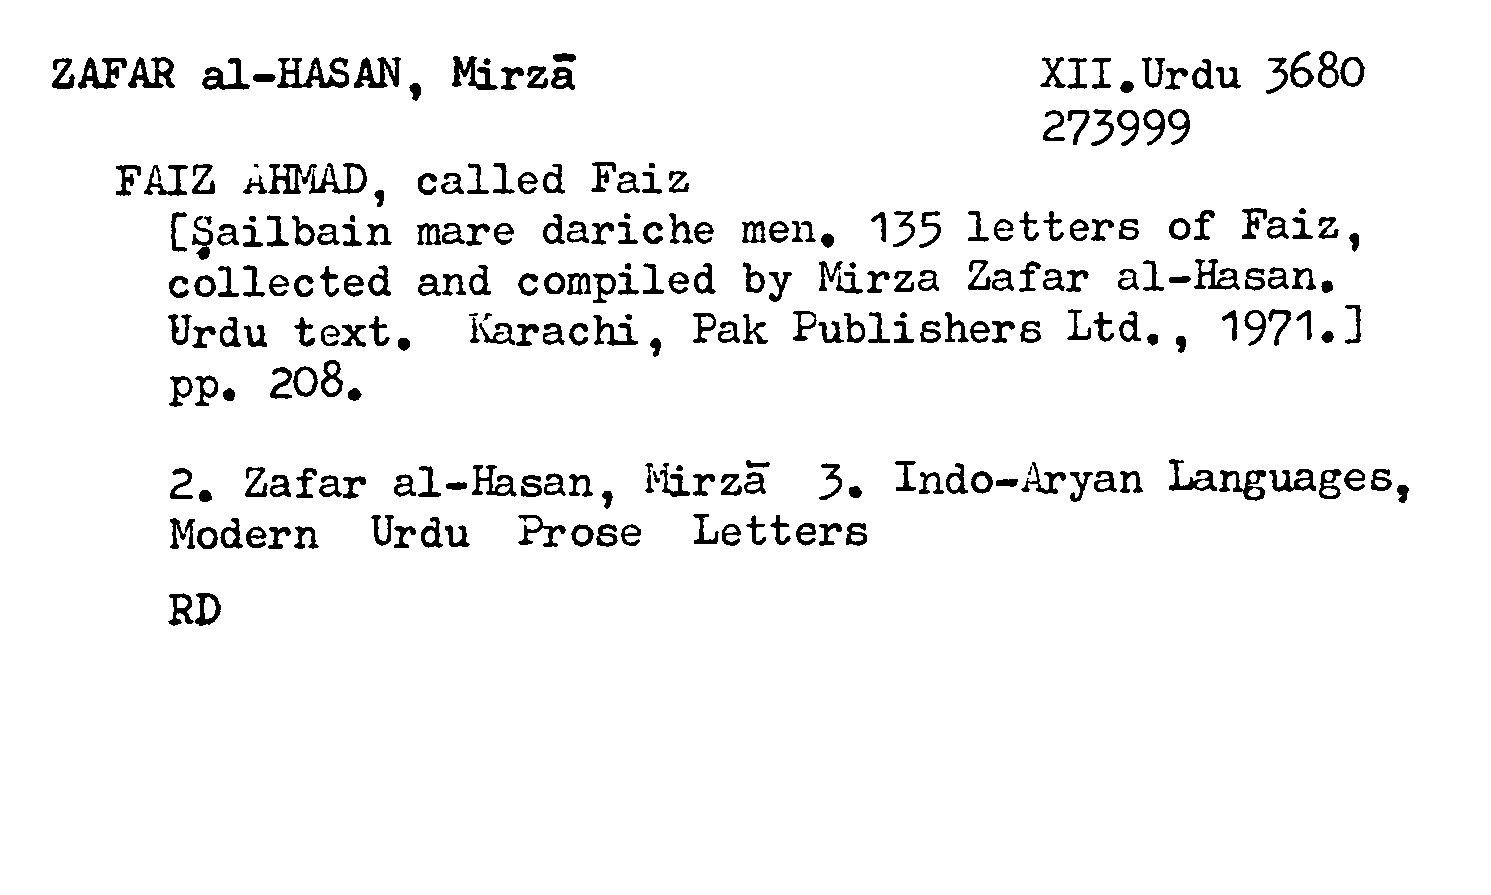 ZAFAR al-HASAN, Mirzā XII.Urdu 3680
273999
FAIZ AHMAD, called Faiz
[Ṣailbain mare dariche men. 135 letters of Faiz,
collected and compiled by Mirza Zafar al-Hasan.
Urdu text. Karachi, Pak Publishers Ltd., 1971.]
pp. 208.
2. Zafar al-Hasan, Mirzā 3. Indo-Aryan Languages,
Modern Urdu Prose Letters
RD